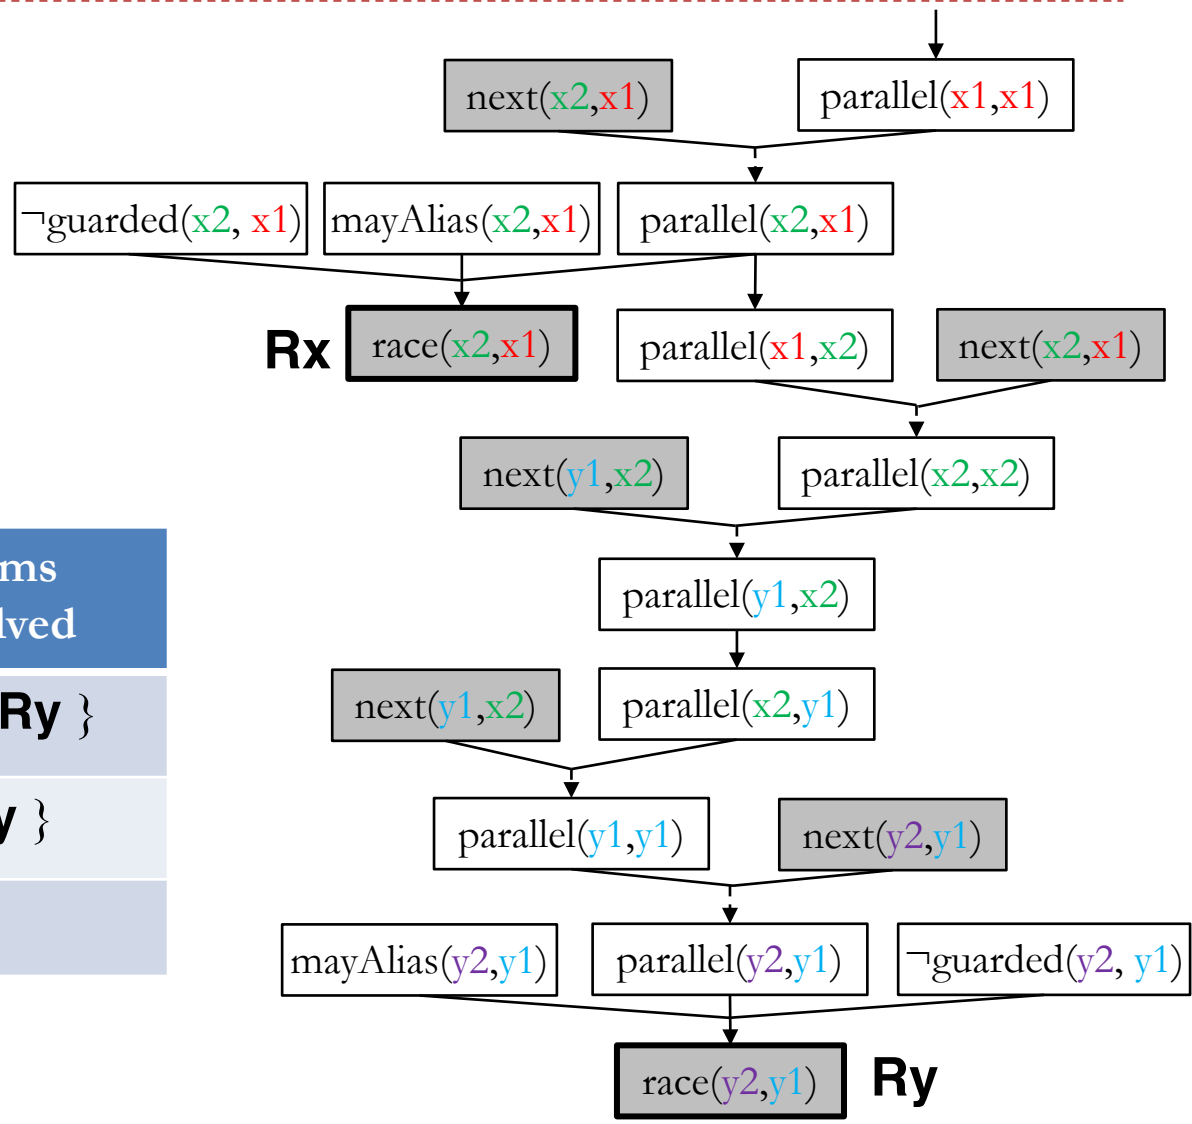 next(x2,x1)
parallel(x1,x1)
¬guarded(x2, x1)
mayAlias(x2,x1)
parallel(x2,x1)
Rx
race(x2,x1)
parallel(x1,x2)
next(x2,x1)
next(y1,x2)
parallel(x2,x2)
parallel(y1,x2)
next(y1,x2)
parallel(x2,y1)
parallel(y1,y1)
next(y2,y1)
mayAlias(y2,y1)
parallel(y2,y1)
¬guarded(y2, y1)
race(y2,y1)
Ry
ms
lved
Ry }
y }